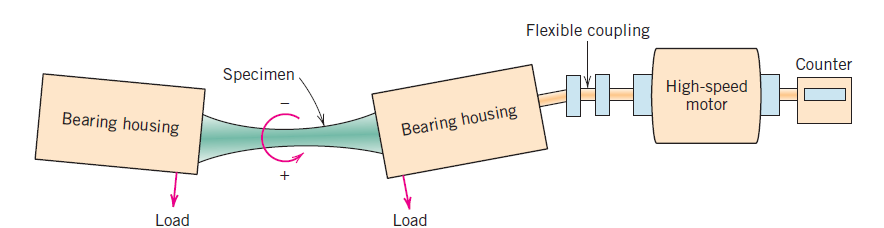 Flexible coupling
Specimen
Counter
Bearing housing
−
Bearing housing
High-speed
motor
+
Load
Load